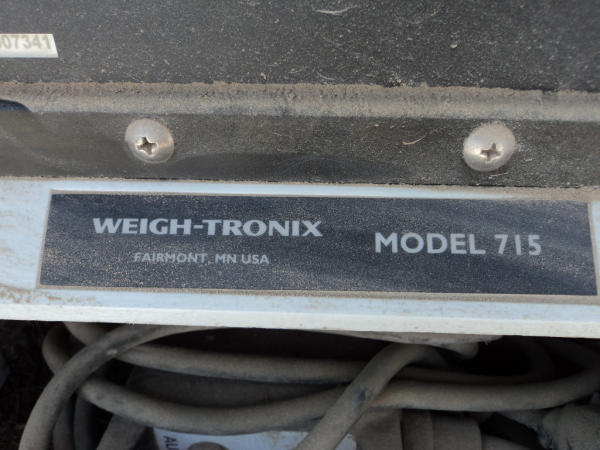 07341
WEIGH-TRONIX MODEL 715
FAIRMONT, MN USA